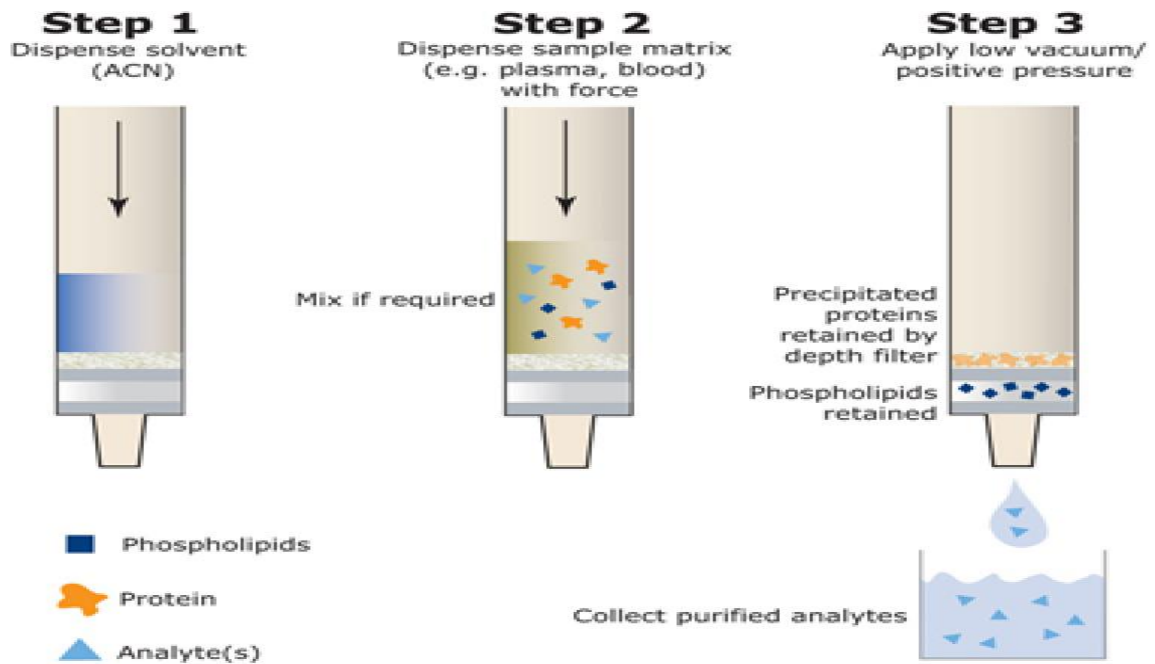 Step 1
Dispense solvent
(ACN)
Step 2
Dispense sample matrix
(e.g. plasma, blood)
with force
Step 3
Apply low vacuum/
positive pressure
Mix if required
Precipitated
proteins
retained by
depth filter
Phospholipids
retained
Phospholipids
Protein
Analyte(s)
Collect purified analytes